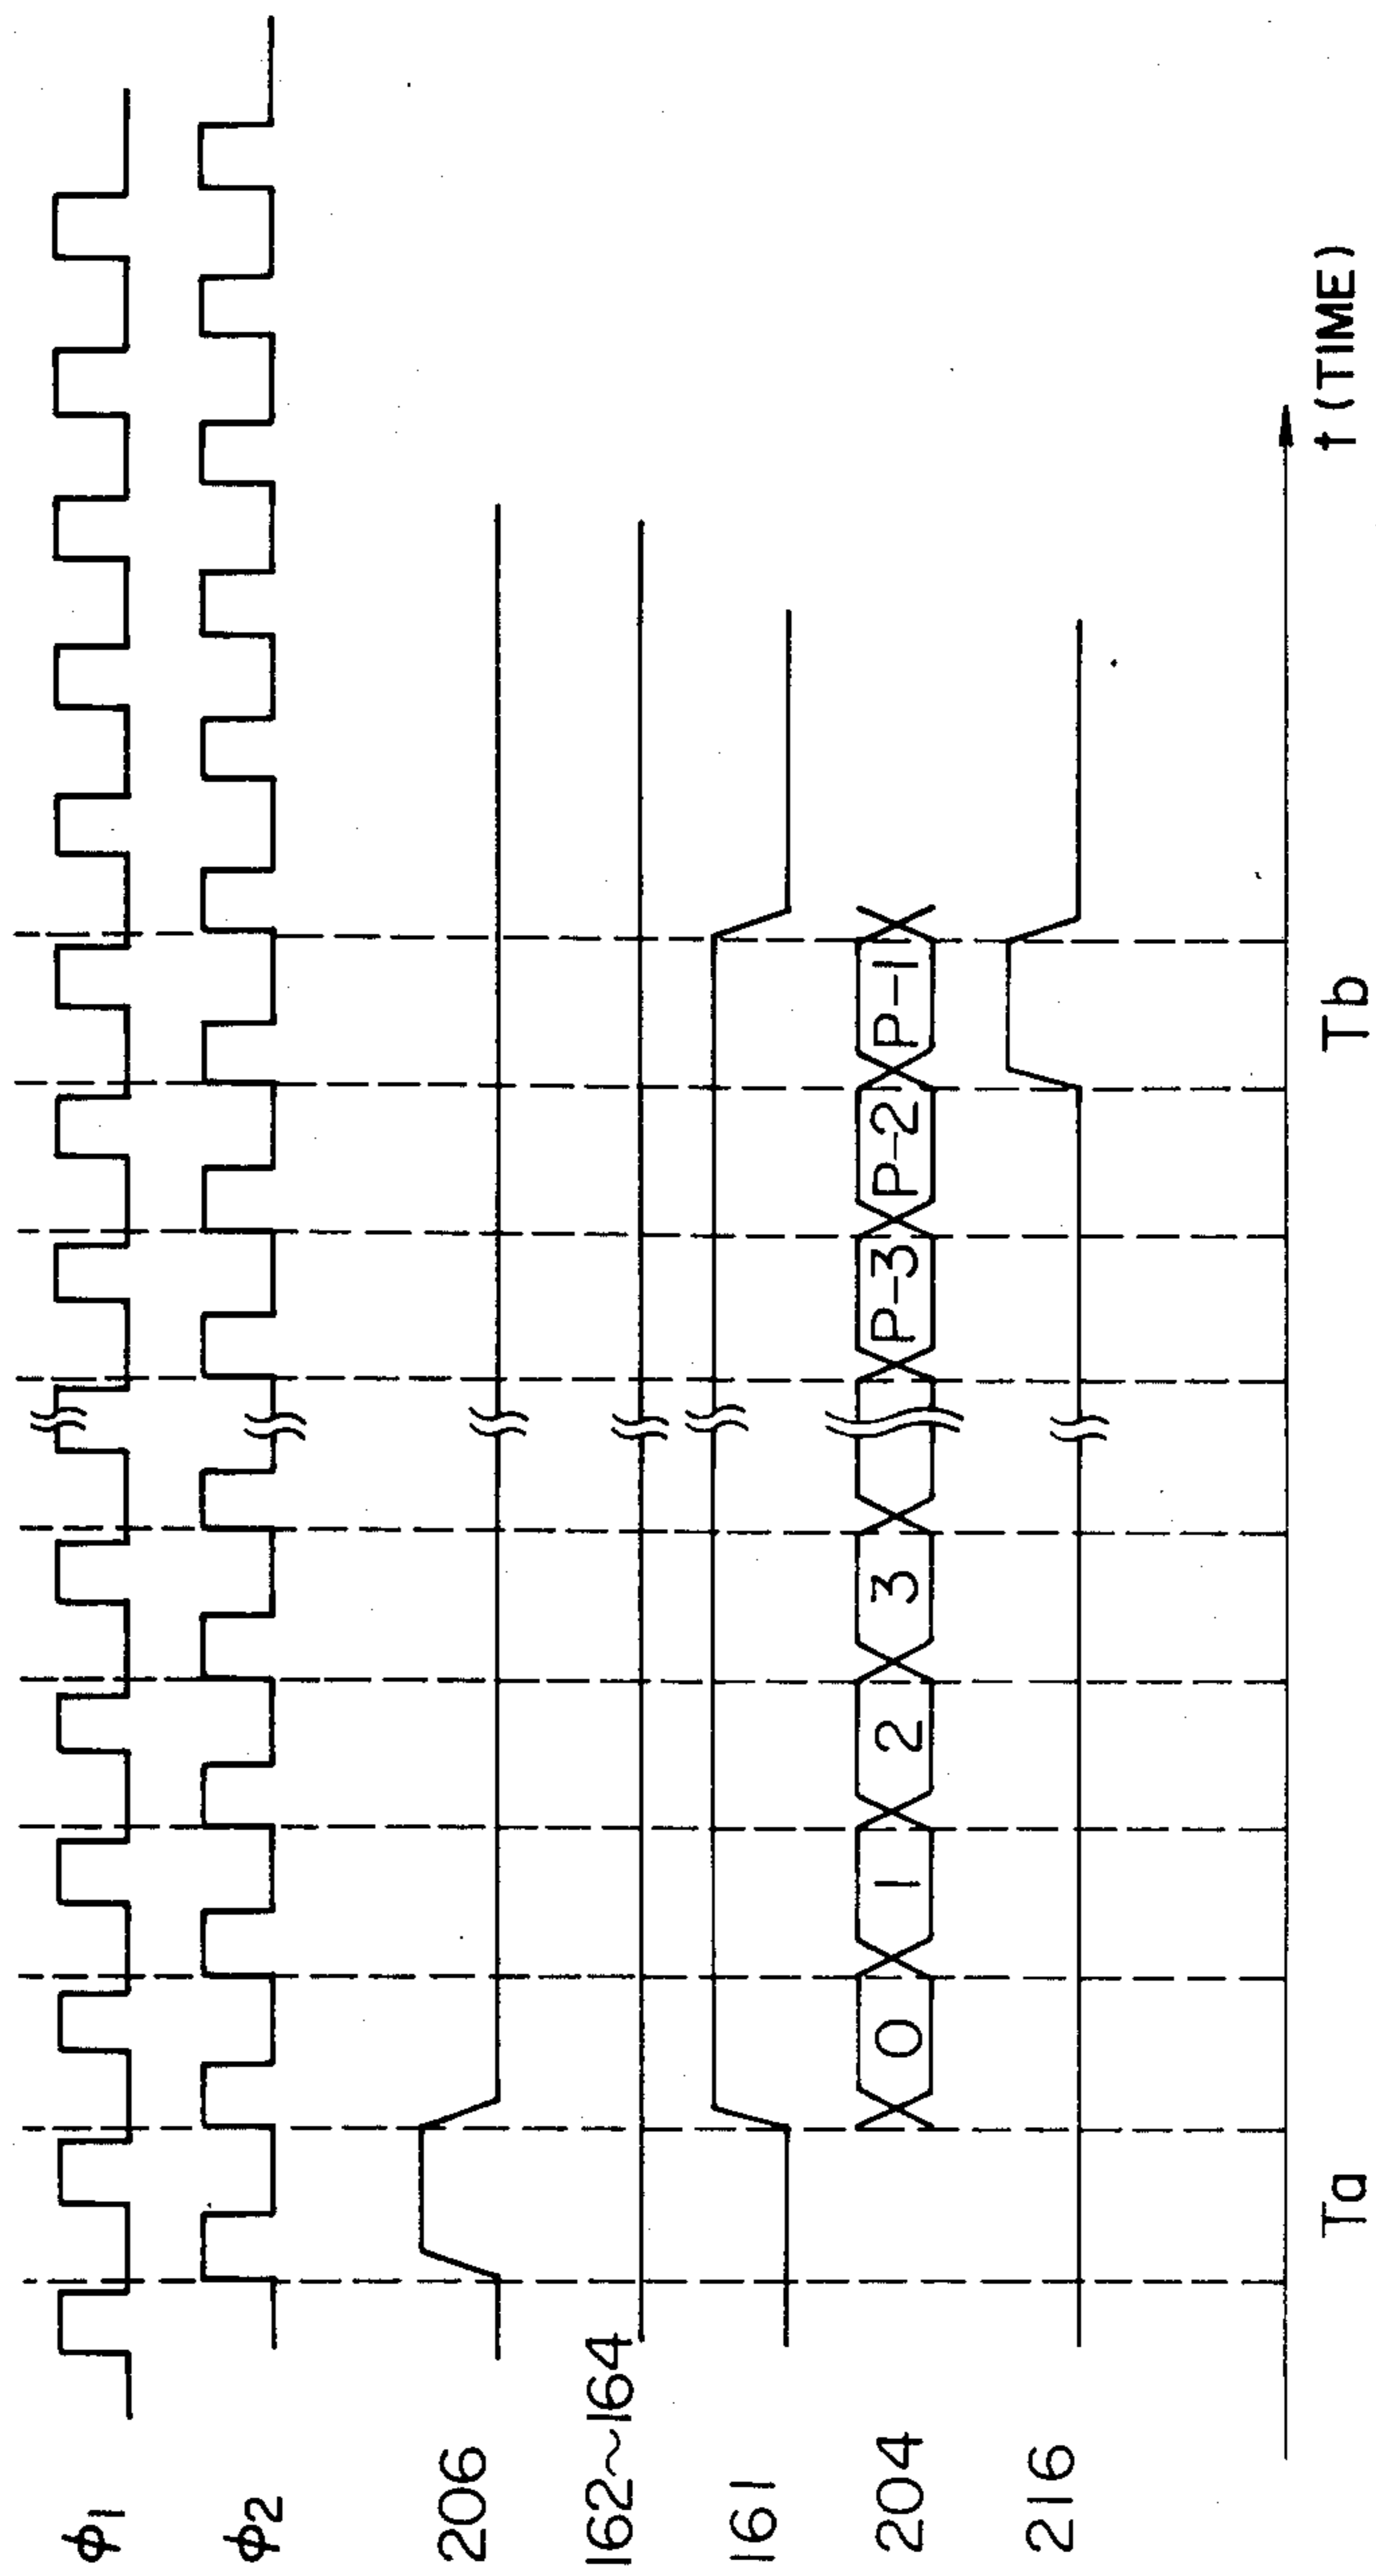 ϕ1
ϕ2
206
162~164
161
204 0 1 2 3 P-3 P-2 P-1
216
Ta Tb t (TIME)